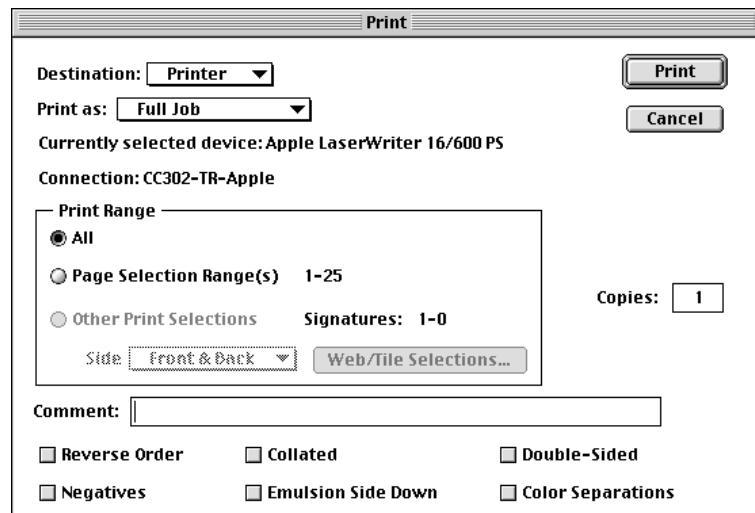 Print
Destination: Printer
Print
Print as: Full Job
Cancel
Currently selected device: Apple LaserWriter 16/600 PS
Connection: CC302-TR-Apple
Print Range
All
Page Selection Range(s) 1-25
Copies: 1
Other Print Selections Signatures: 1-0
Side Front & Back Web/Tile Selections...
Comment:
Reverse Order Collated Double-Sided
Negatives Emulsion Side Down Color Separations